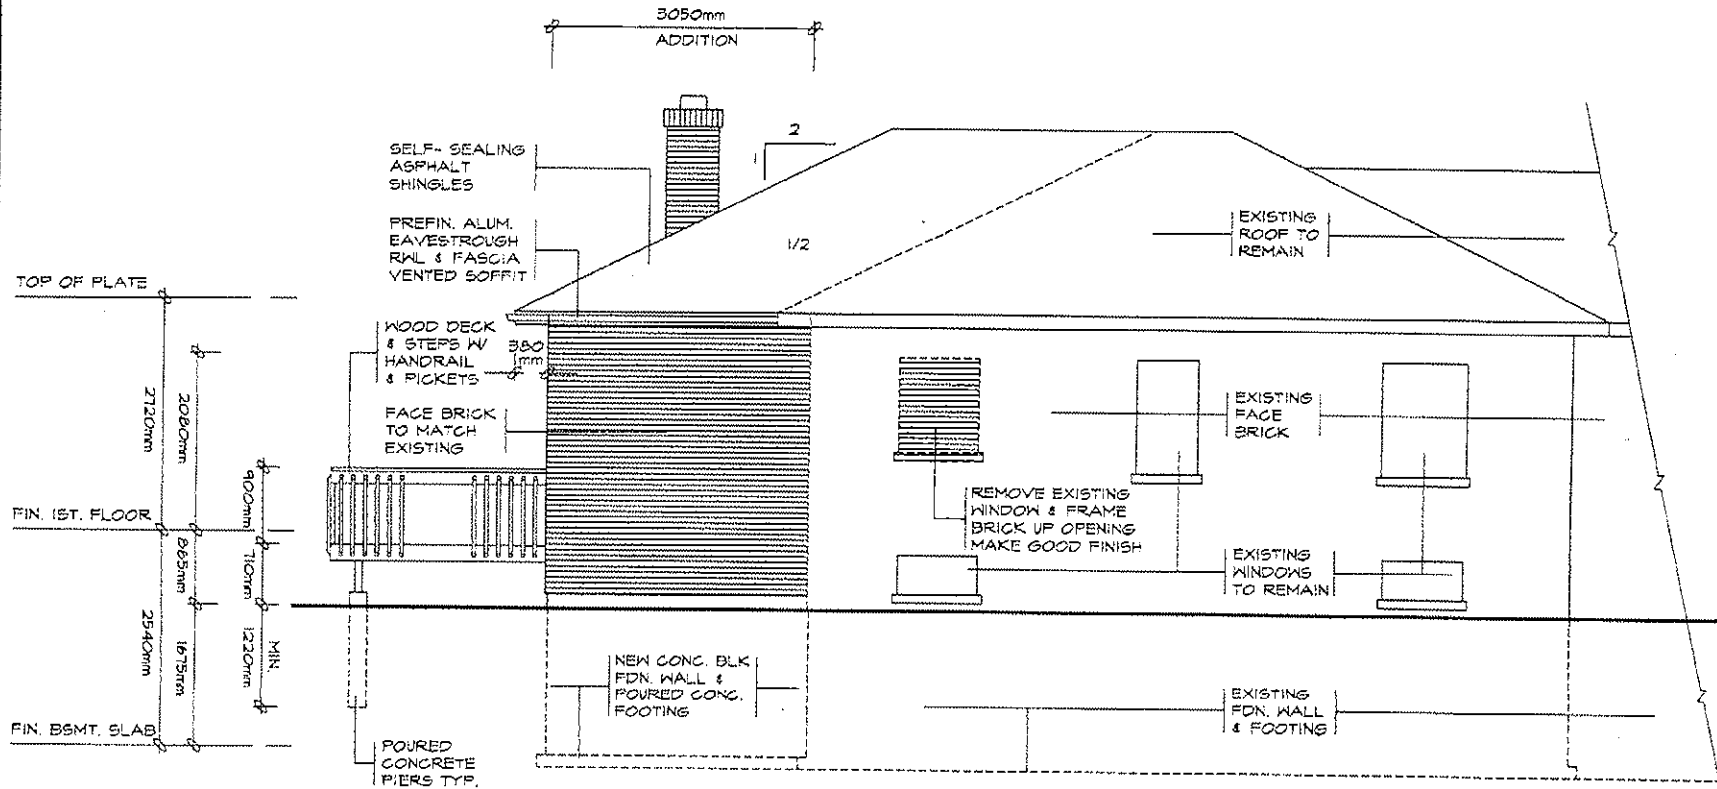 3050mm
ADDITION
SELF-SEALING
ASPHALT
SHINGLES
2
1
PREFIN. ALUM.
EAVESTROUGH
RWL & FASCIA
VENTED SOFFIT
1/2
EXISTING
ROOF TO
REMAIN
TOP OF PLATE
WOOD DECK
& STEPS W/
HANDRAIL
& PICKETS
380
mm
FACE BRICK
TO MATCH
EXISTING
EXISTING
FACE
BRICK
2720mm
2080mm
900mm
REMOVE EXISTING
WINDOW & FRAME
BRICK UP OPENING
MAKE GOOD FINISH
FIN. 1ST. FLOOR
865mm
710mm
EXISTING
WINDOWS
TO REMAIN
2540mm
1675mm
MIN.
1220mm
NEW CONC. BLK
FDN. WALL &
POURED CONC.
FOOTING
EXISTING
FDN. WALL
& FOOTING
FIN. BSMT. SLAB
POURED
CONCRETE
PIERS TYP.